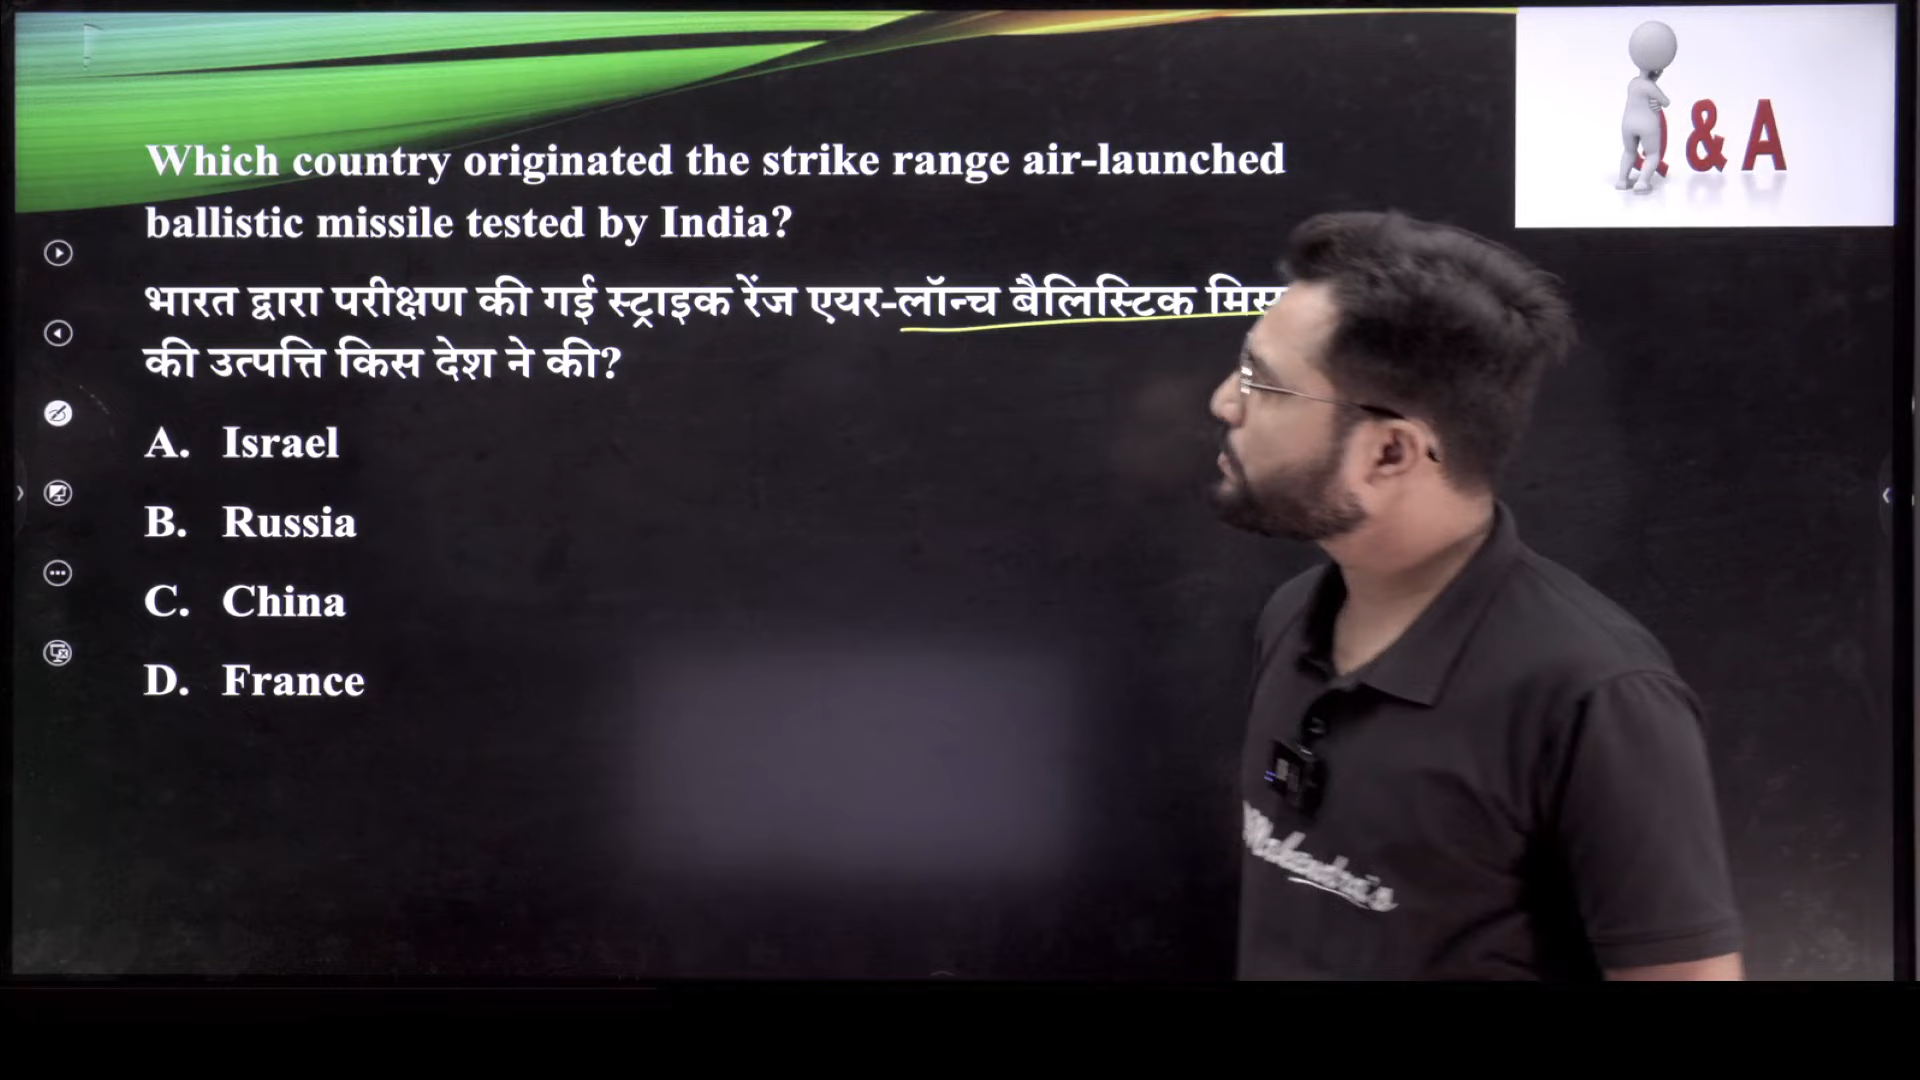 Which country originated the strike range air-launched
ballistic missile tested by India?
& A
भारत द्वारा परीक्षण की गई स्ट्राइक रेंज एयर-लॉन्च बैलिस्टिक
की उत्पत्ति किस देश ने की?
A. Israel
B. Russia
C. China
D. France
Mahendra's